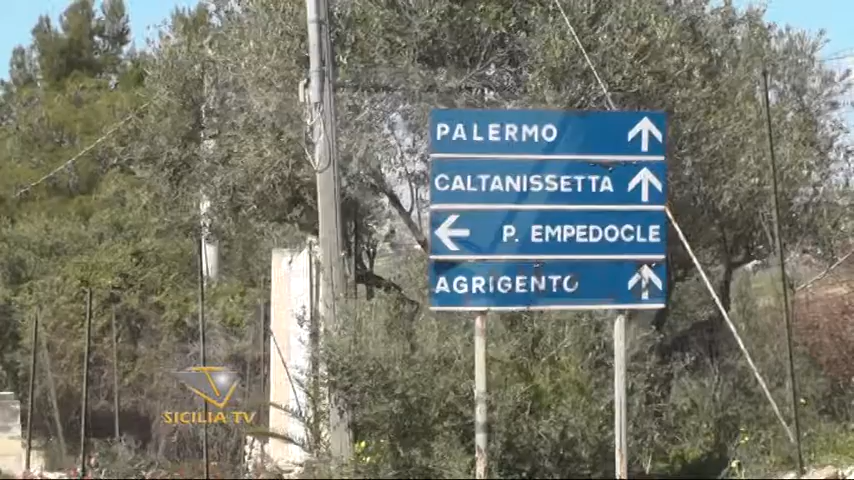 PALERMO
CALTANISSETTA
P. EMPEDOCLE
AGRIGENTO
SICILIA TV